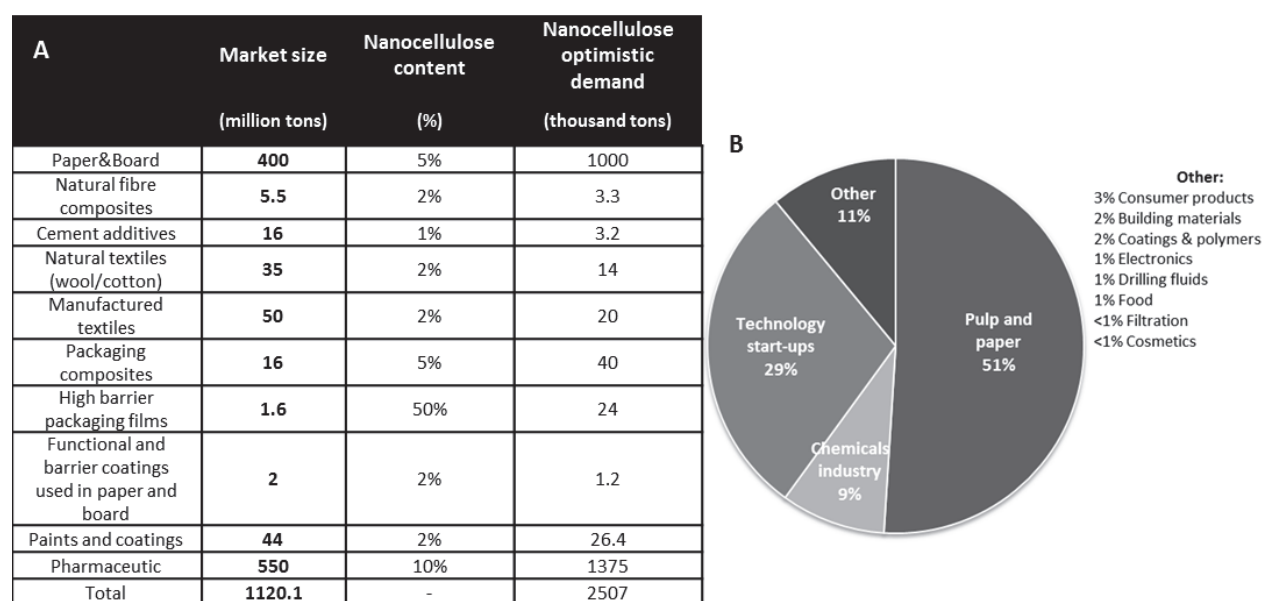 A
Market size
Nanocellulose
content
Nanocellulose
optimistic
demand
(million tons)
(%)
(thousand tons)
Paper&Board
400
5%
1000
Natural fibre
composites
5.5
2%
3.3
Cement additives
16
1%
3.2
Natural textiles
(wool/cotton)
35
2%
14
Manufactured
textiles
50
2%
20
Packaging
composites
16
5%
40
High barrier
packaging films
1.6
50%
24
Functional and
barrier coatings
used in paper and
board
2
2%
1.2
Paints and coatings
44
2%
26.4
Pharmaceutic
550
10%
1375
Total
1120.1
-
2507
B
Other
11%
Technology
start-ups
29%
Chemicals
industry
9%
Pulp and
paper
51%
Other:
3% Consumer products
2% Building materials
2% Coatings & polymers
1% Electronics
1% Drilling fluids
1% Food
<1% Filtration
<1% Cosmetics